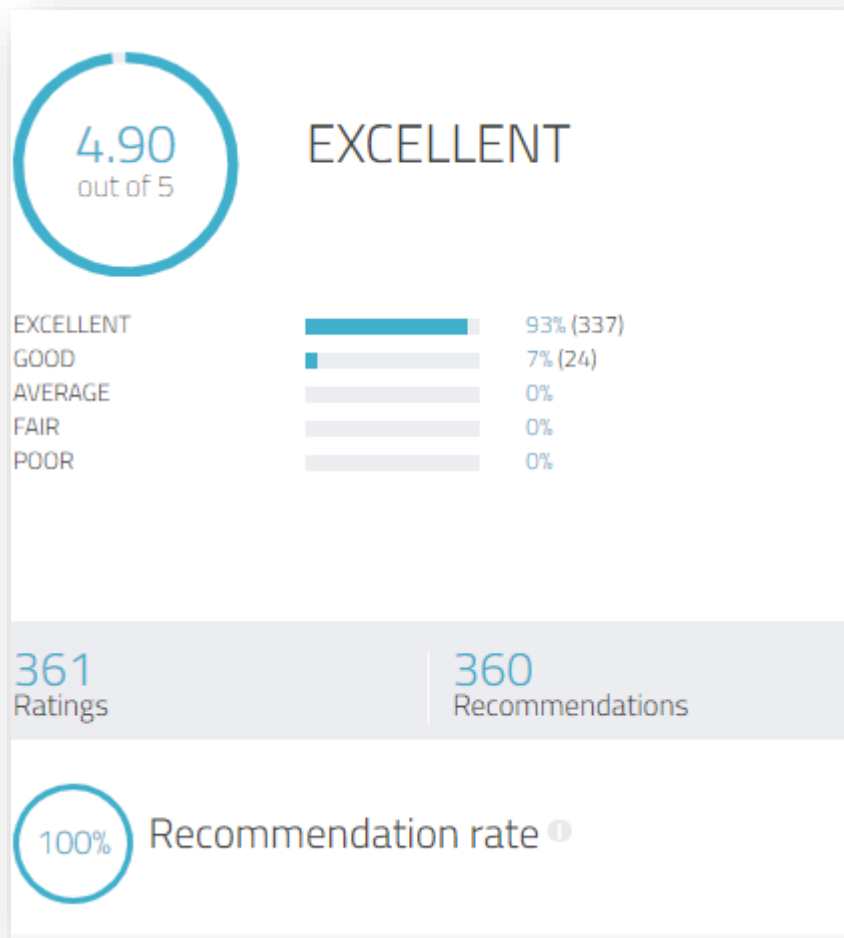 4.90
out of 5
EXCELLENT
EXCELLENT 93% (337)
GOOD 7% (24)
AVERAGE 0%
FAIR 0%
POOR 0%
361
Ratings
360
Recommendations
100%
Recommendation rate